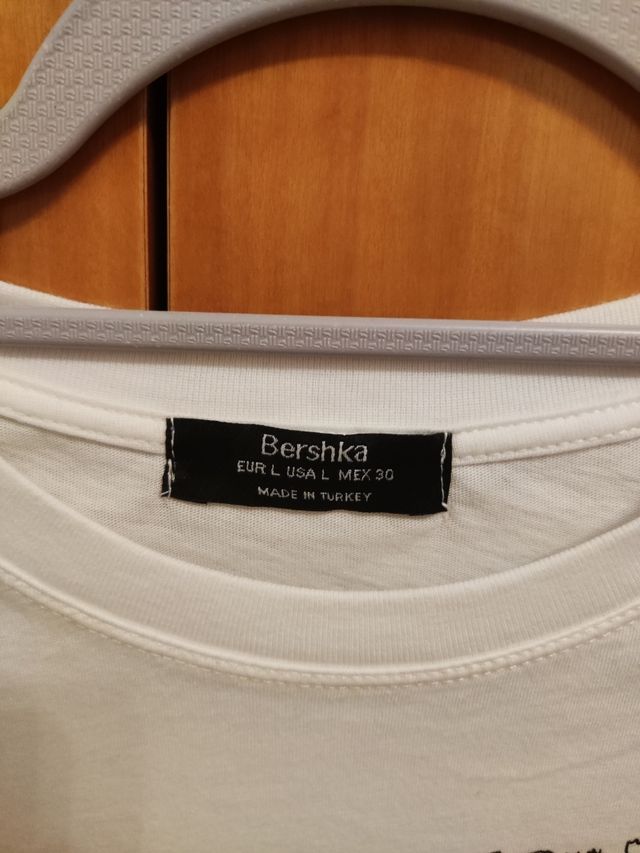 Bershka
EUR L USA L MEX 30
MADE IN TURKEY